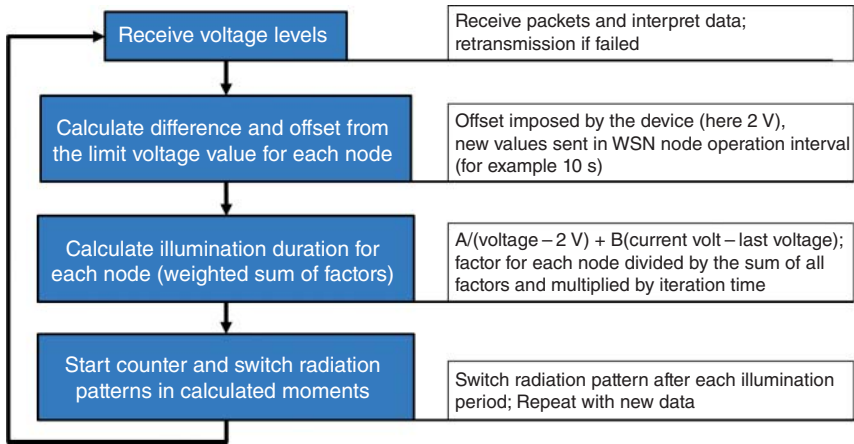 Receive voltage levels
Receive packets and interpret data;
retransmission if failed
Calculate difference and offset from
the limit voltage value for each node
Offset imposed by the device (here 2 V),
new values sent in WSN node operation interval
(for example 10 s)
Calculate illumination duration for
each node (weighted sum of factors)
A/(voltage – 2 V) + B(current volt – last voltage);
factor for each node divided by the sum of all
factors and multiplied by iteration time
Start counter and switch radiation
patterns in calculated moments
Switch radiation pattern after each illumination
period; Repeat with new data